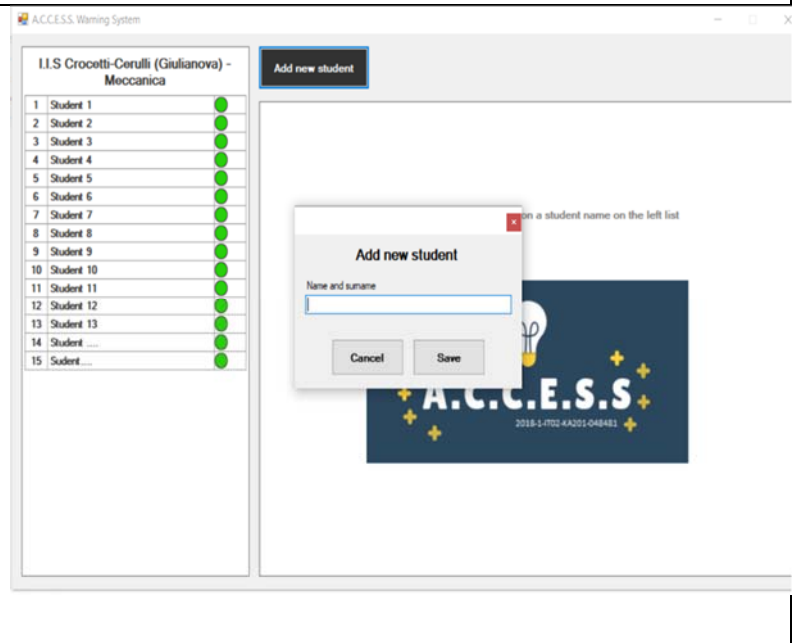 A.C.C.E.S.S. Warning System
I.I.S Crocetti-Cerulli (Giulianova) -
Meccanica
1 Student 1
2 Student 2
3 Student 3
4 Student 4
5 Student 5
6 Student 6
7 Student 7
8 Student 8
9 Student 9
10 Student 10
11 Student 11
12 Student 12
13 Student 13
14 Student .....
15 Sudent.....
Add new student
on a student name on the left list
Add new student
Name and surname
Cancel Save
A.C.C.E.S.S
2018-1-IT02-KA201-048481